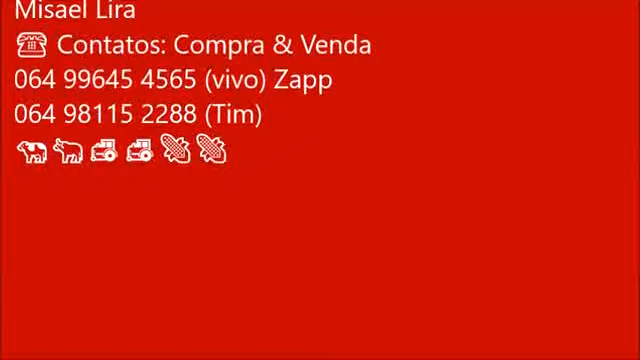 Misael Lira
☎ Contatos: Compra & Venda
064 99645 4565 (vivo) Zapp
064 98115 2288 (Tim)
🐄🐂🚜🚜🌽🌽